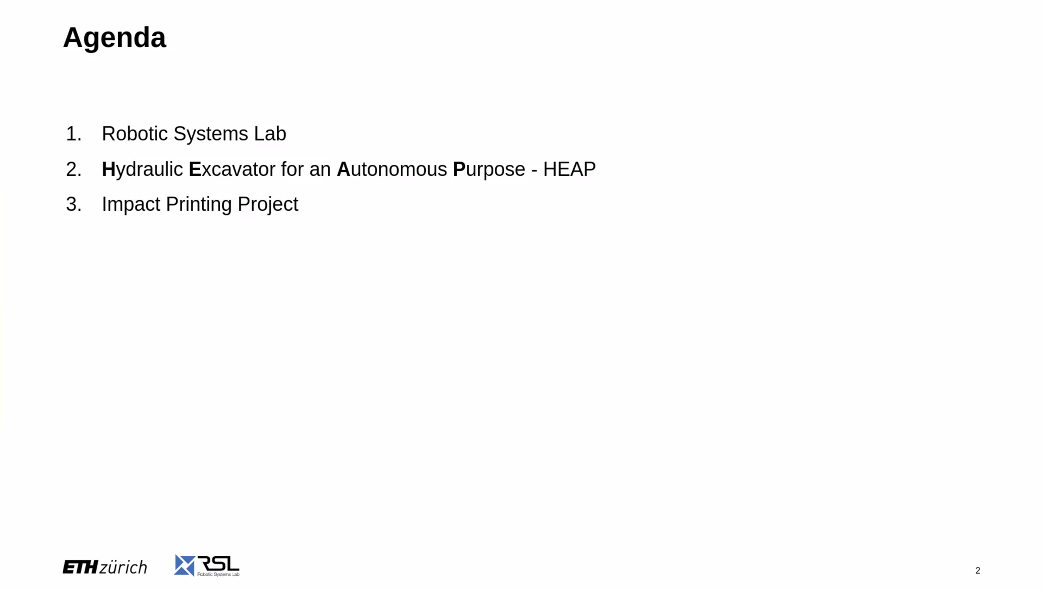 Agenda
1. Robotic Systems Lab
2. Hydraulic Excavator for an Autonomous Purpose - HEAP
3. Impact Printing Project
ETH zürich
RSL
Robotic Systems Lab
2